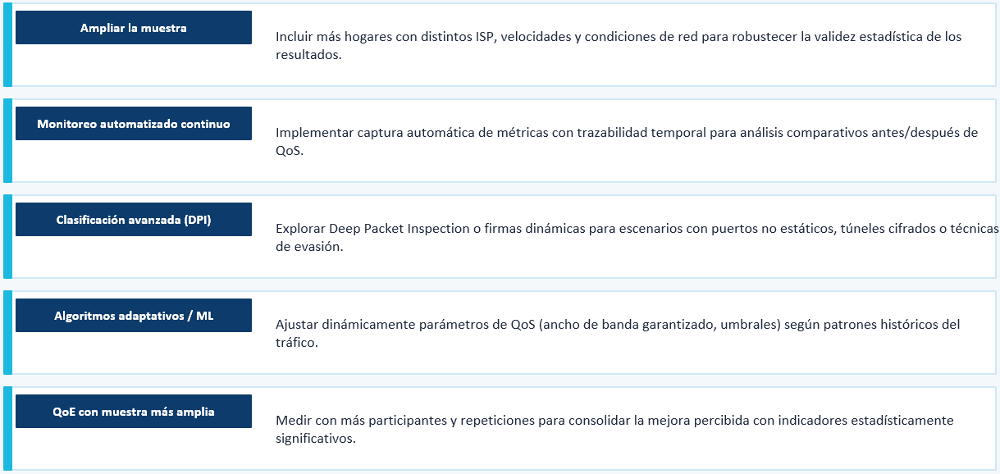 Ampliar la muestra
Incluir más hogares con distintos ISP, velocidades y condiciones de red para robustecer la validez estadística de los
resultados.
Monitoreo automatizado continuo
Implementar captura automática de métricas con trazabilidad temporal para análisis comparativos antes/después de
QoS.
Clasificación avanzada (DPI)
Explorar Deep Packet Inspection o firmas dinámicas para escenarios con puertos no estáticos, túneles cifrados o técnicas
de evasión.
Algoritmos adaptativos / ML
Ajustar dinámicamente parámetros de QoS (ancho de banda garantizado, umbrales) según patrones históricos del
tráfico.
QoE con muestra más amplia
Medir con más participantes y repeticiones para consolidar la mejora percibida con indicadores estadísticamente
significativos.